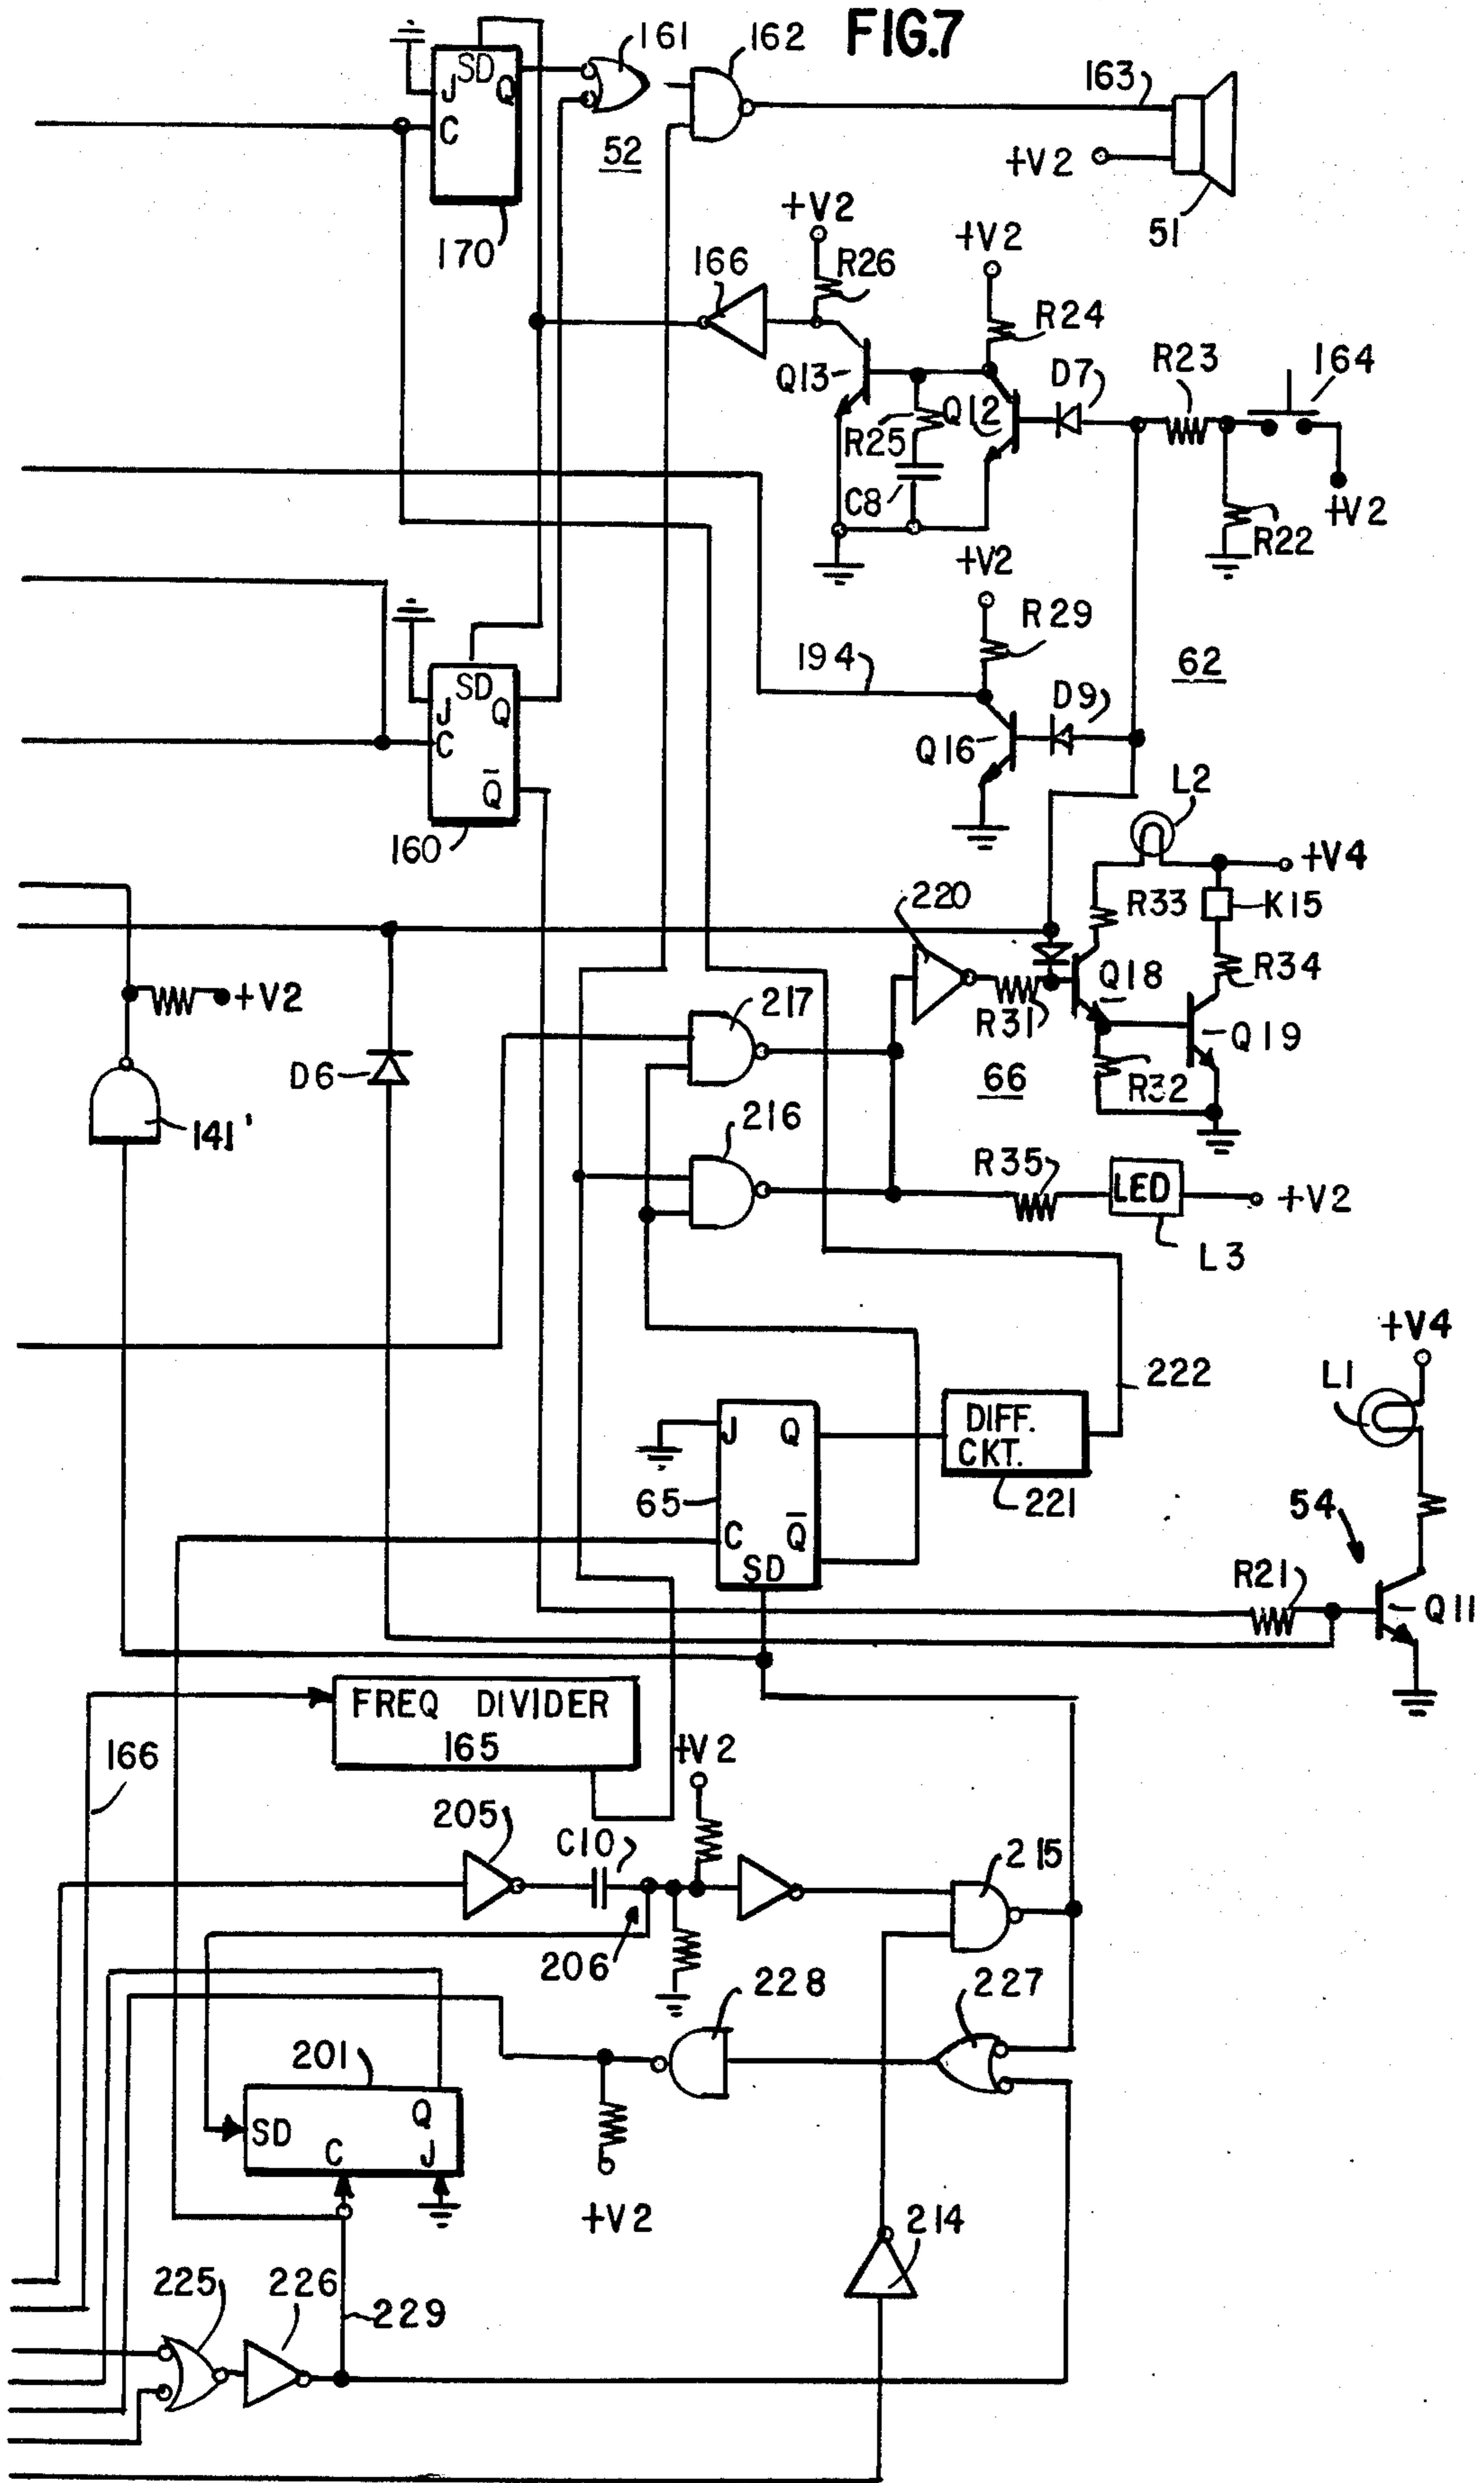 FIG.7
161
162
163
SD
J
Q
C
52
+V2
51
170
+V2
+V2
166
R26
R24
Q13
D7
R23
164
R25
Q12
C8
+V2
R22
+V2
R29
194
62
SD
J
Q
D9
C
Q16
Q̅
L2
160
+V4
220
R33
K15
+V2
217
Q18
R34
R31
Q19
D6
66
R32
141'
216
R35
LED
+V2
L3
+V4
222
L1
J
Q
DIFF.
CKT.
65
221
54
C
Q̅
SD
R21
Q11
FREQ DIVIDER
165
+V2
166
205
C10
215
206
228
227
201
Q
SD
C
J
+V2
214
225
226
229